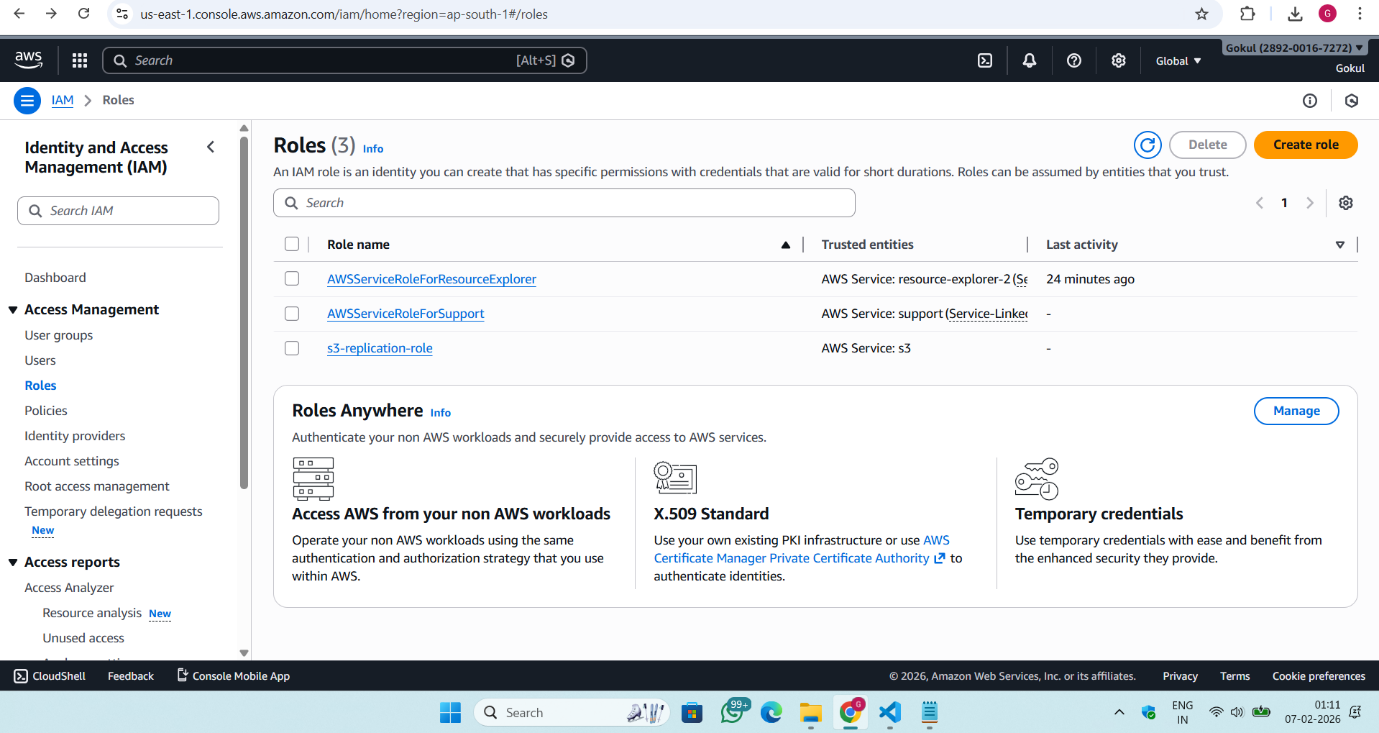 us-east-1.console.aws.amazon.com/iam/home?region=ap-south-1#/roles
G
aws
Search
[Alt+S]
Global
Gokul (2892-0016-7272)
Gokul
IAM
Roles
Identity and Access
Management (IAM)
Search IAM
Dashboard
Access Management
User groups
Users
Roles
Policies
Identity providers
Account settings
Root access management
Temporary delegation requests
New
Access reports
Access Analyzer
Resource analysis New
Unused access
Roles (3) Info
Delete
Create role
An IAM role is an identity you can create that has specific permissions with credentials that are valid for short durations. Roles can be assumed by entities that you trust.
Search
1
Role name Trusted entities Last activity
AWSServiceRoleForResourceExplorer AWS Service: resource-explorer-2 (Se 24 minutes ago
AWSServiceRoleForSupport AWS Service: support (Service-Linked -
s3-replication-role AWS Service: s3 -
Roles Anywhere Info
Manage
Authenticate your non AWS workloads and securely provide access to AWS services.
Access AWS from your non AWS workloads
Operate your non AWS workloads using the same
authentication and authorization strategy that you use
within AWS.
X.509 Standard
Use your own existing PKI infrastructure or use AWS
Certificate Manager Private Certificate Authority to
authenticate identities.
Temporary credentials
Use temporary credentials with ease and benefit from
the enhanced security they provide.
CloudShell Feedback Console Mobile App
© 2026, Amazon Web Services, Inc. or its affiliates. Privacy Terms Cookie preferences
Search
99+
G
ENG
IN
01:11
07-02-2026